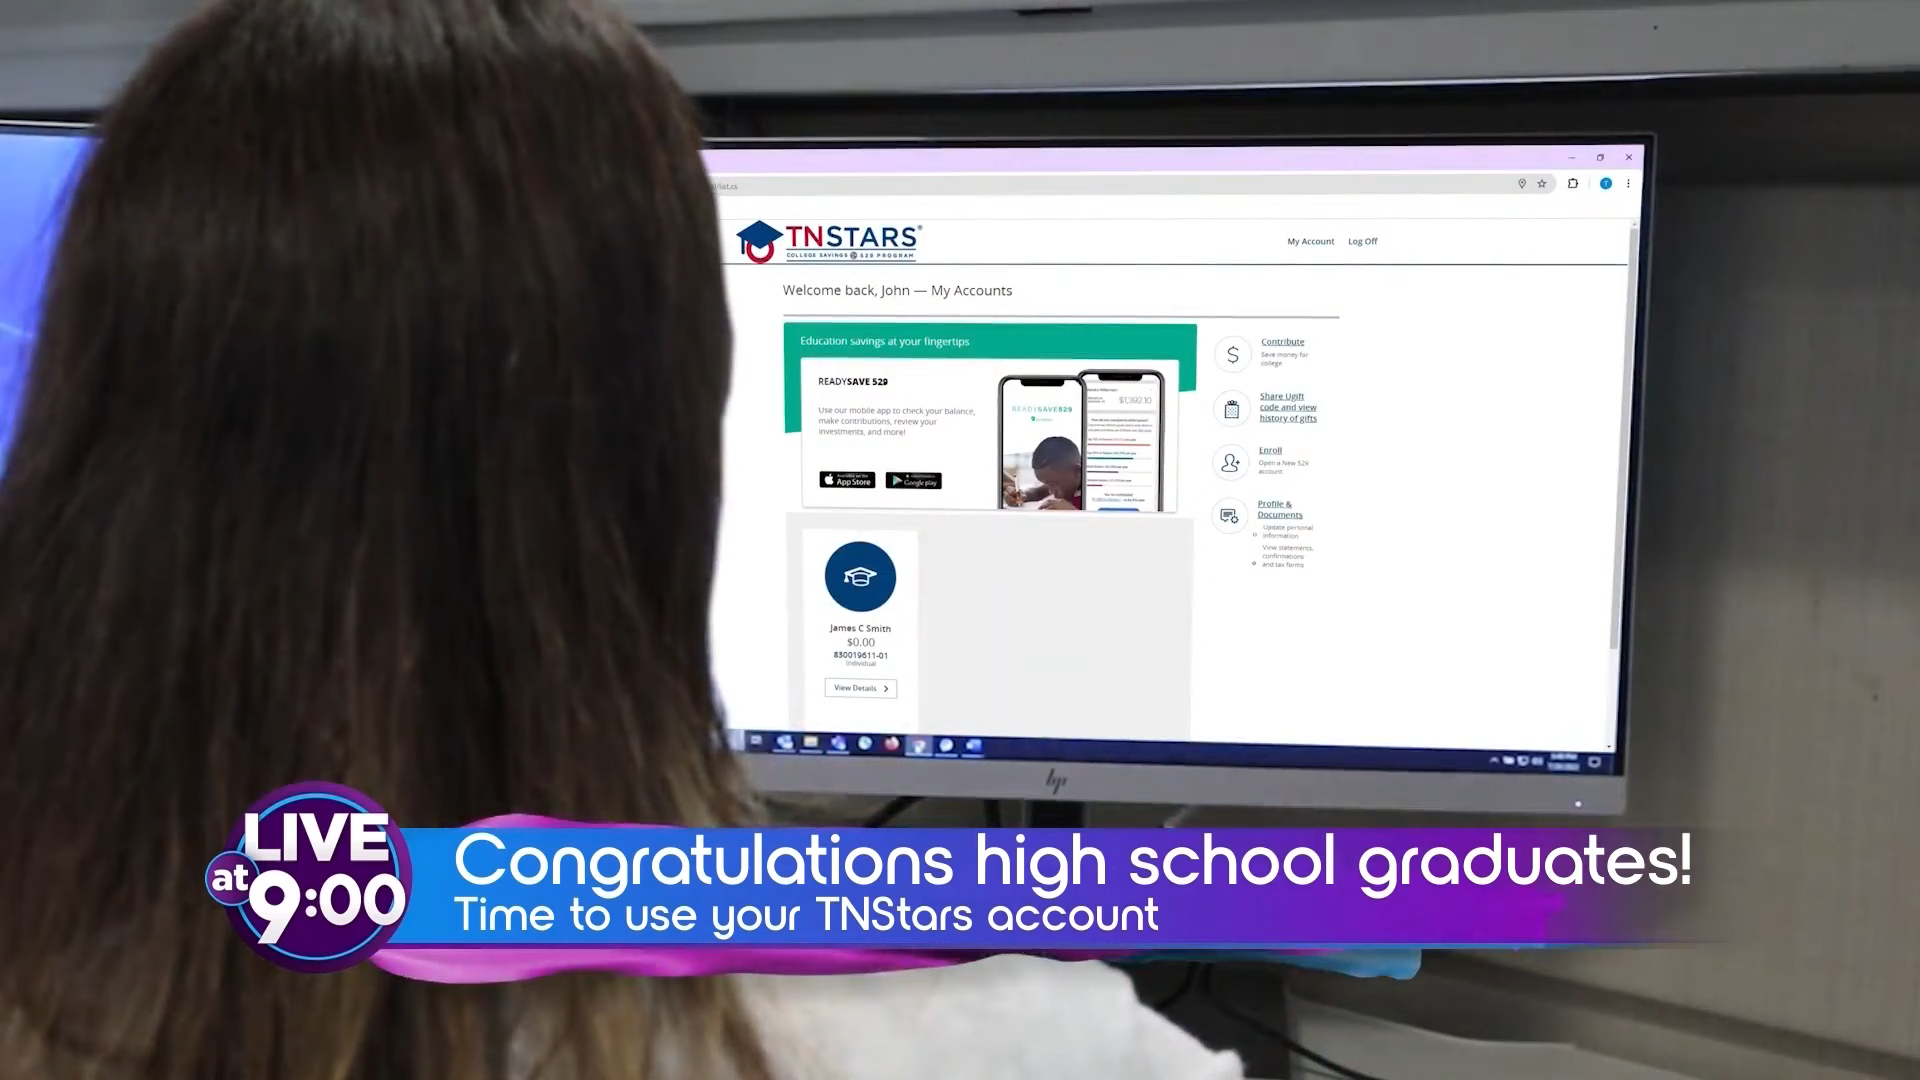 /list.cs
TNSTARS®
COLLEGE SAVINGS 529 PROGRAM
My Account Log Off
Welcome back, John — My Accounts
Education savings at your fingertips
READYSAVE 529
Use our mobile app to check your balance,
make contributions, review your
investments, and more!
App Store
Google play
READYSAVE529
$1,392.10
Contribute
Save money for
college
Share Ugift
code and view
history of gifts
Enroll
Open a New 529
account
Profile &
Documents
Update personal
information
View statements,
confirmations
and tax forms
James C Smith
$0.00
830019611-01
Individual
View Details
hp
LIVE
at
9:00
Congratulations high school graduates!
Time to use your TNStars account